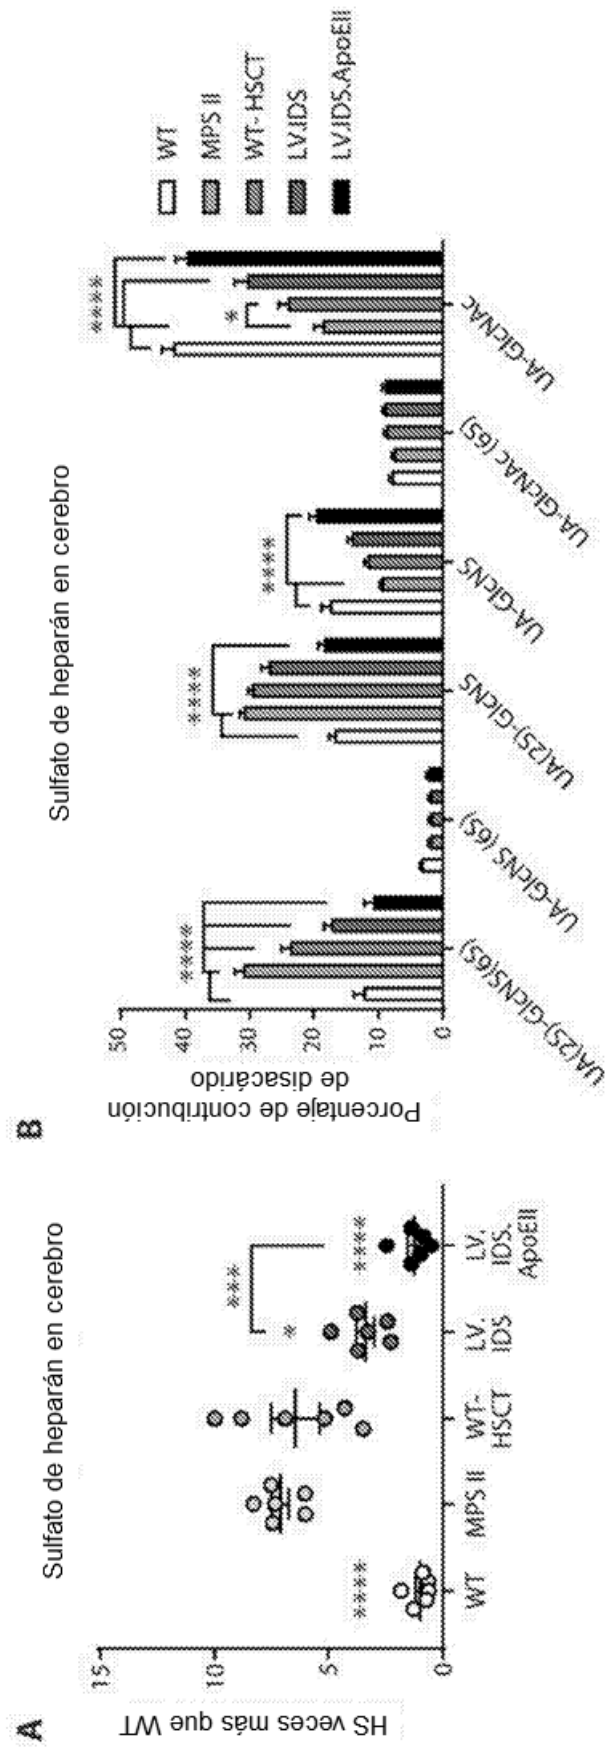 A
Sulfato de heparán en cerebro
HS veces más que WT
15
10
5
0
****
*
***
****
WT
MPS II
WT-
HSCT
LV.
IDS
LV.
IDS.
ApoEII
B
Sulfato de heparán en cerebro
Porcentaje de contribución
de disacárido
50
40
30
20
10
0
****
****
****
*
****
UA(2S)-GlcNS(6S)
UA-GlcNS (6S)
UA(2S)-GlcNS
UA-GlcNS
UA-GlcNAc (6S)
UA-GlcNAc
WT
MPS II
WT-HSCT
LV.IDS
LV.IDS.ApoEII